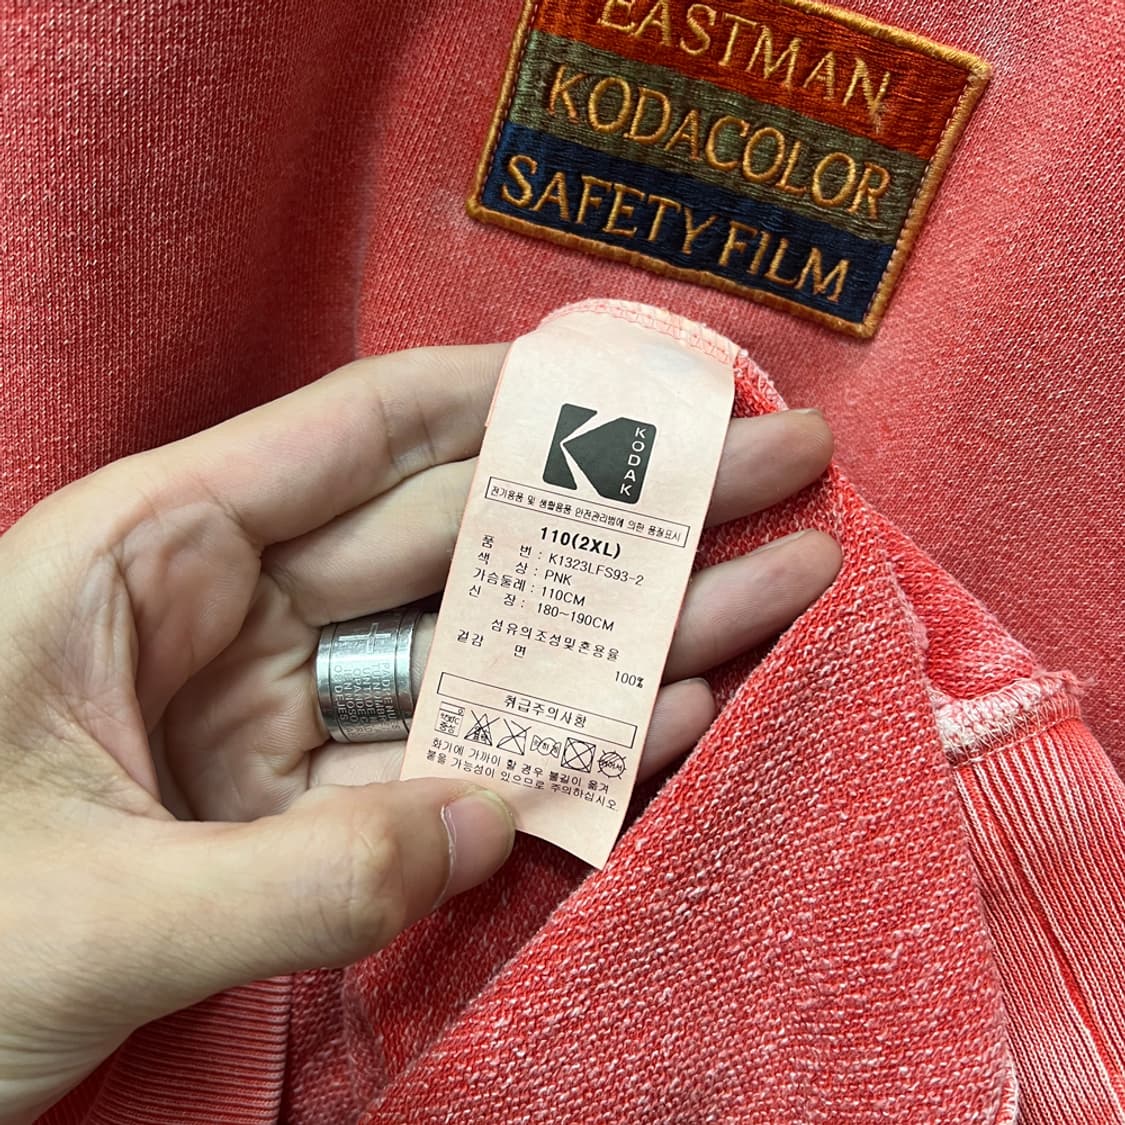 EASTMAN
KODACOLOR
SAFETY FILM
KODAK
전기용품 및 생활용품 안전관리법에 의한 품질표시
110(2XL)
품 번 : K1323LFS93-2
색 상 : PNK
가슴둘레 : 110CM
신 장 : 180~190CM
섬유의조성및혼용율
겉감 면 100%
취급주의사항
화기에 가까이 할 경우 불길이 옮겨
붙을 가능성이 있으므로 주의하십시오.